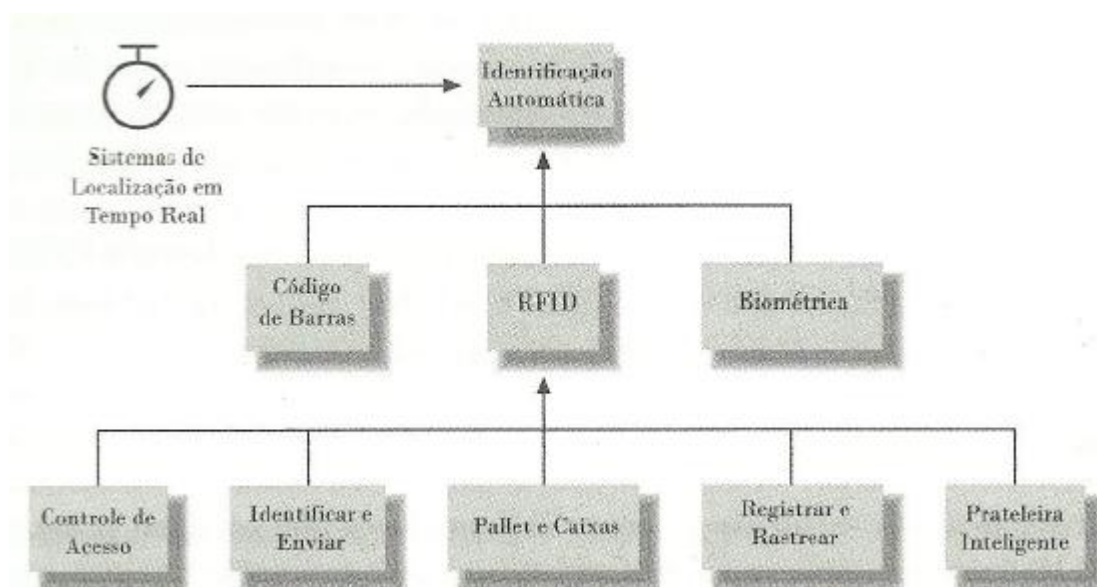 Identificação
Automática
Sistemas de
Localização em
Tempo Real
Código
de Barras
RFID
Biométrica
Controle de
Acesso
Identificar e
Enviar
Pallet e Caixas
Registrar e
Rastrear
Prateleira
Inteligente